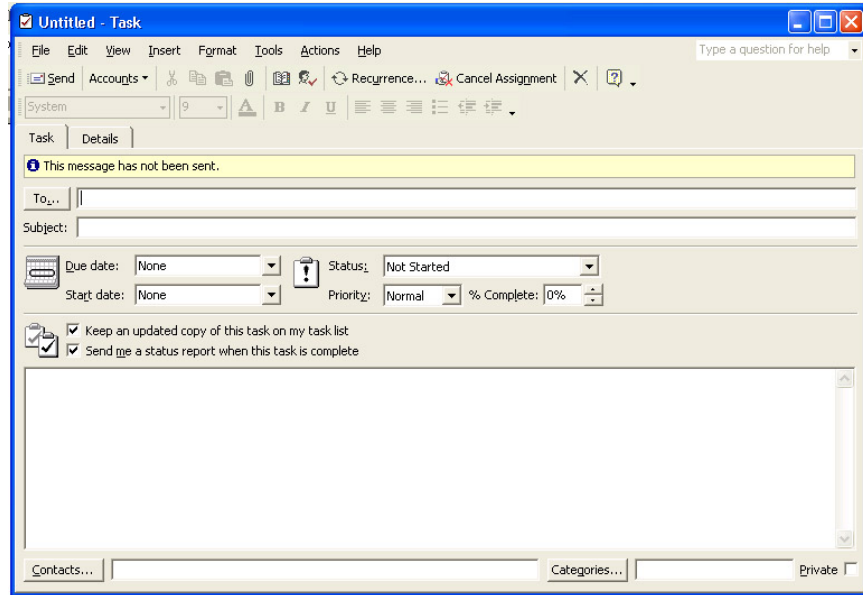 Untitled - Task
File Edit View Insert Format Tools Actions Help Type a question for help
Send Accounts Recurrence... Cancel Assignment
System 9 A B I U
Task Details
This message has not been sent.
To...
Subject:
Due date: None Status: Not Started
Start date: None Priority: Normal % Complete: 0%
Keep an updated copy of this task on my task list
Send me a status report when this task is complete
Contacts... Categories... Private